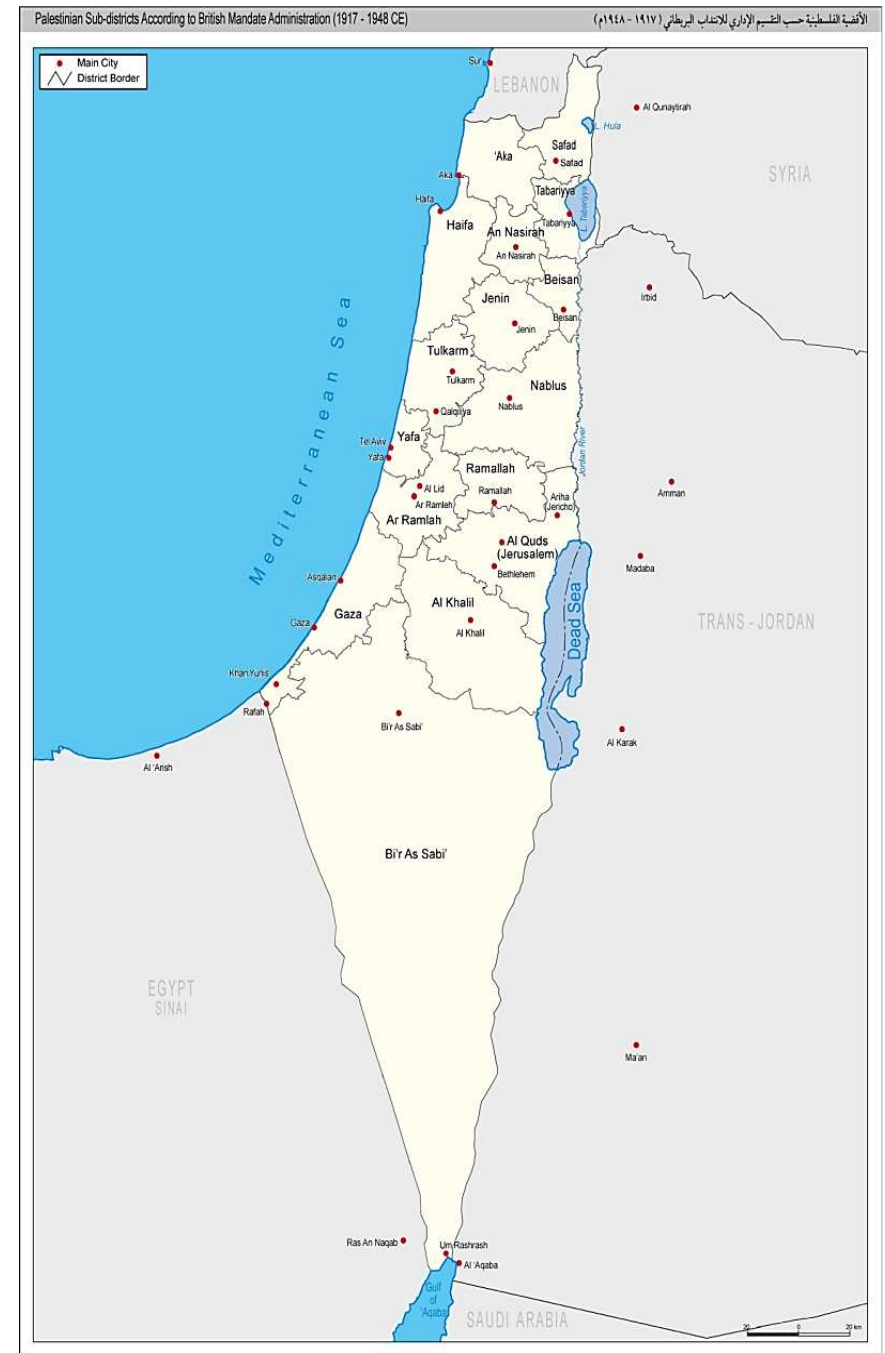 Palestinian Sub-districts According to British Mandate Administration (1917 - 1948 CE)
الأقضية الفلسطينية حسب التقسيم الإداري للانتداب البريطاني (١٩١٧ - ١٩٤٨م)
Main City
District Border
Sur
LEBANON
Al Qunaytirah
L. Hula
'Aka
Safad
Safad
SYRIA
Aka
Tabariyya
L. Tabariyya
Haifa
Haifa
Tabariyya
An Nasirah
An Nasirah
Beisan
Irbid
Jenin
Beisan
Jenin
Mediterranean Sea
Tulkarm
Tulkarm
Nablus
Nablus
Qalqiliya
Jordan River
Yafa
Tel Aviv
Yafa
Ramallah
Al Lid
Ramallah
Ariha
(Jericho)
Amman
Ar Ramleh
Ar Ramlah
Al Quds
(Jerusalem)
Bethlehem
Madaba
Asqalan
Al Khalil
Dead Sea
Gaza
Gaza
Al Khalil
TRANS - JORDAN
Khan Yunis
Rafah
Bi'r As Sabi'
Al Karak
Al 'Arish
Bi'r As Sabi'
EGYPT
SINAI
Ma'an
Ras An Naqab
Um Rashrash
Al 'Aqaba
Gulf
of
'Aqaba
SAUDI ARABIA
20 0 20 km